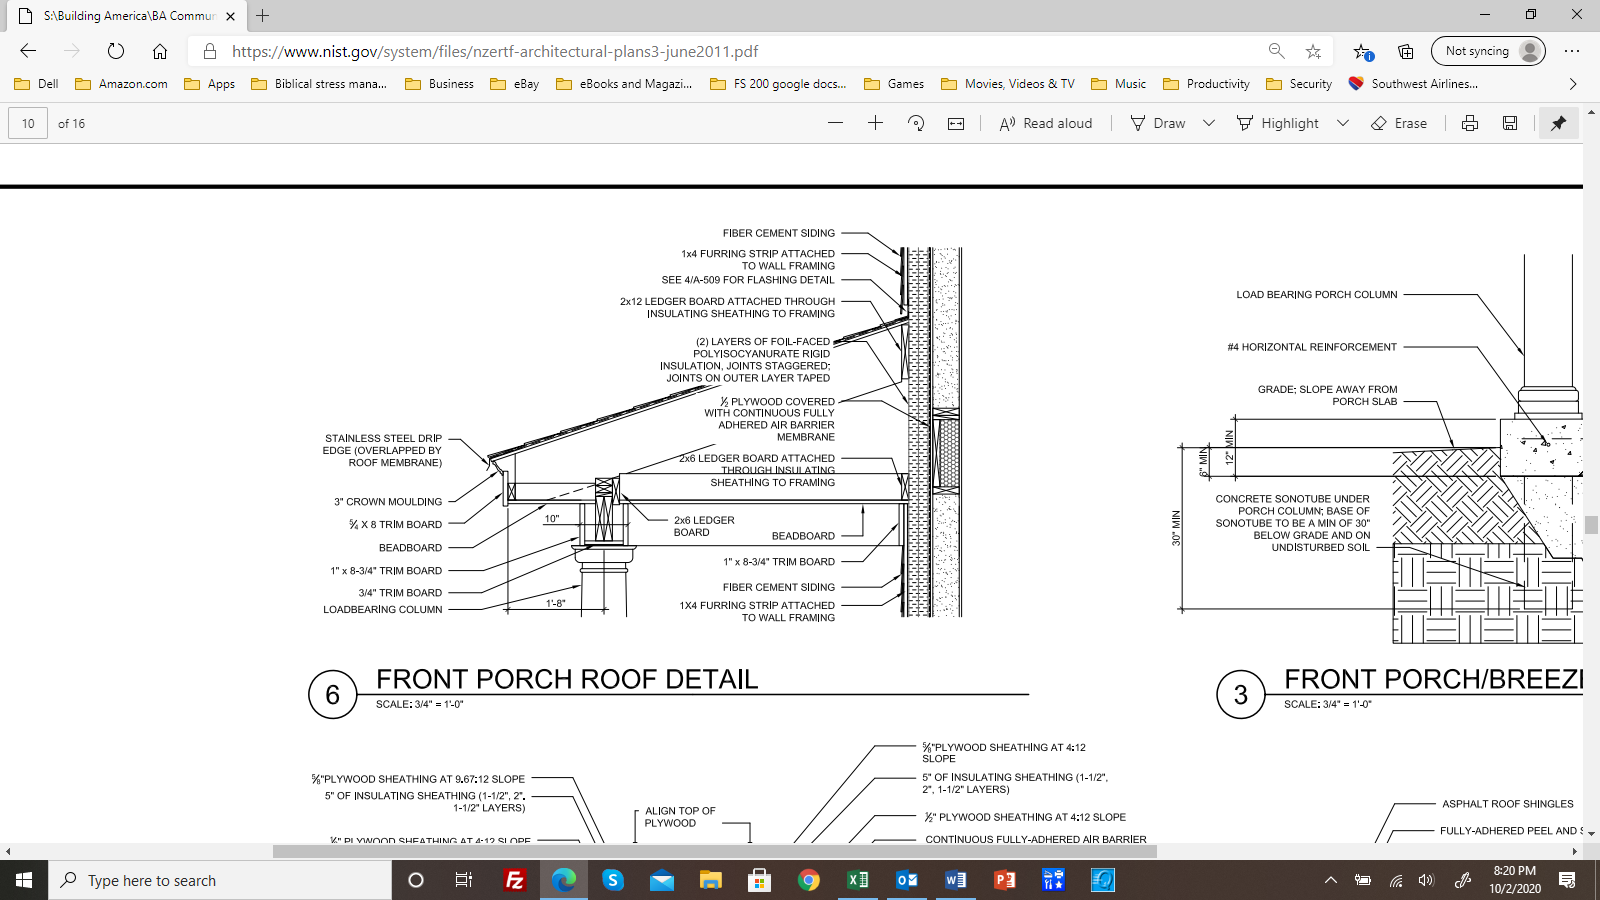 S:\Building America\BA Commun
https://www.nist.gov/system/files/nzertf-architectural-plans3-june2011.pdf
Not syncing
Dell
Amazon.com
Apps
Biblical stress mana...
Business
eBay
eBooks and Magazi...
FS 200 google docs...
Games
Movies, Videos & TV
Music
Productivity
Security
Southwest Airlines...
10
of 16
Read aloud
Draw
Highlight
Erase
FIBER CEMENT SIDING
1x4 FURRING STRIP ATTACHED
TO WALL FRAMING
SEE 4/A-509 FOR FLASHING DETAIL
2x12 LEDGER BOARD ATTACHED THROUGH
INSULATING SHEATHING TO FRAMING
(2) LAYERS OF FOIL-FACED
POLYISOCYANURATE RIGID
INSULATION, JOINTS STAGGERED;
JOINTS ON OUTER LAYER TAPED
½ PLYWOOD COVERED
WITH CONTINUOUS FULLY
ADHERED AIR BARRIER
MEMBRANE
2x6 LEDGER BOARD ATTACHED
THROUGH INSULATING
SHEATHING TO FRAMING
STAINLESS STEEL DRIP
EDGE (OVERLAPPED BY
ROOF MEMBRANE)
3" CROWN MOULDING
5⁄4 X 8 TRIM BOARD
BEADBOARD
1" x 8-3/4" TRIM BOARD
3/4" TRIM BOARD
LOADBEARING COLUMN
10"
1'-8"
2x6 LEDGER
BOARD
BEADBOARD
1" x 8-3/4" TRIM BOARD
FIBER CEMENT SIDING
1X4 FURRING STRIP ATTACHED
TO WALL FRAMING
6
FRONT PORCH ROOF DETAIL
SCALE: 3/4" = 1'-0"
LOAD BEARING PORCH COLUMN
#4 HORIZONTAL REINFORCEMENT
GRADE; SLOPE AWAY FROM
PORCH SLAB
12" MIN
6" MIN
30" MIN
CONCRETE SONOTUBE UNDER
PORCH COLUMN; BASE OF
SONOTUBE TO BE A MIN OF 30"
BELOW GRADE AND ON
UNDISTURBED SOIL
3
FRONT PORCH/BREEZE
SCALE: 3/4" = 1'-0"
⅝"PLYWOOD SHEATHING AT 9.67:12 SLOPE
5" OF INSULATING SHEATHING (1-1/2", 2",
1-1/2" LAYERS)
½" PLYWOOD SHEATHING AT 4:12 SLOPE
ALIGN TOP OF
PLYWOOD
⅝"PLYWOOD SHEATHING AT 4:12
SLOPE
5" OF INSULATING SHEATHING (1-1/2",
2", 1-1/2" LAYERS)
½" PLYWOOD SHEATHING AT 4:12 SLOPE
CONTINUOUS FULLY-ADHERED AIR BARRIER
ASPHALT ROOF SHINGLES
FULLY-ADHERED PEEL AND S
Type here to search
8:20 PM
10/2/2020